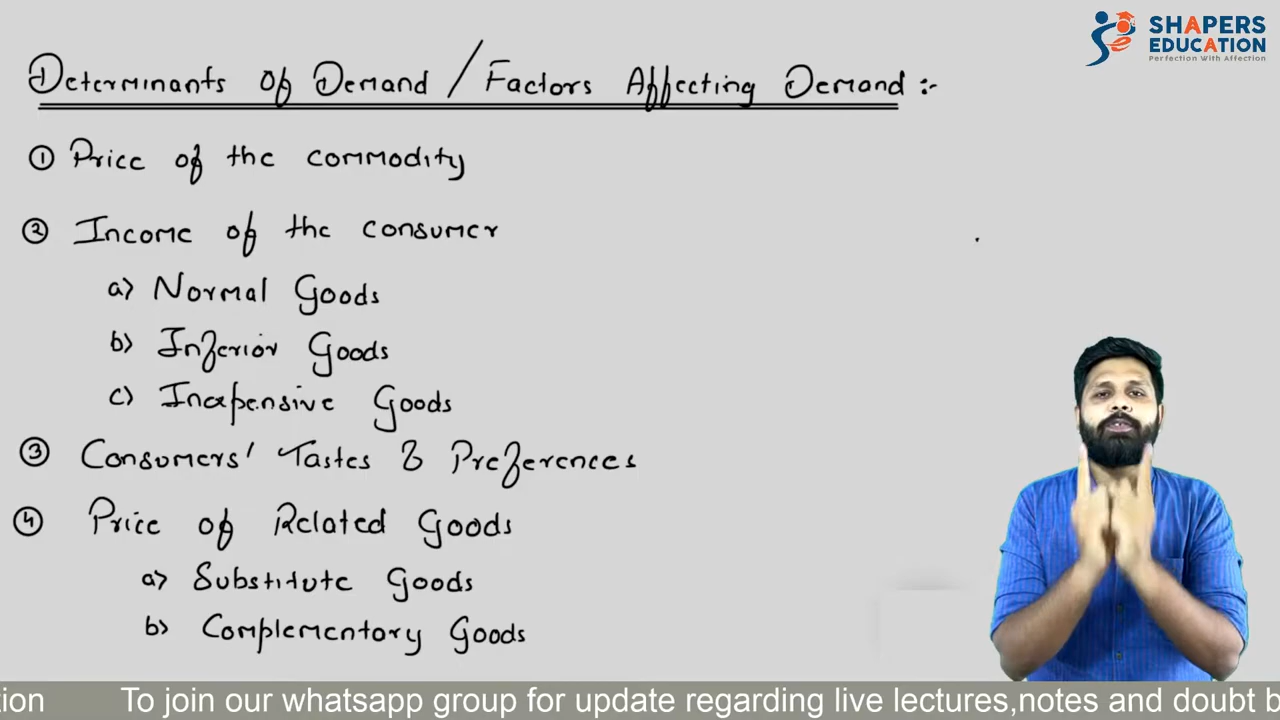 SHAPERS
EDUCATION
Perfection With Affection
Determinants of Demand / Factors Affecting Demand :-
① Price of the commodity
② Income of the consumer
a) Normal Goods
b) Inferior Goods
c) Inexpensive Goods
③ Consumers' Tastes & Preferences
④ Price of Related Goods
a) Substitute Goods
b) Complementory Goods
tion To join our whatsapp group for update regarding live lectures,notes and doubt b